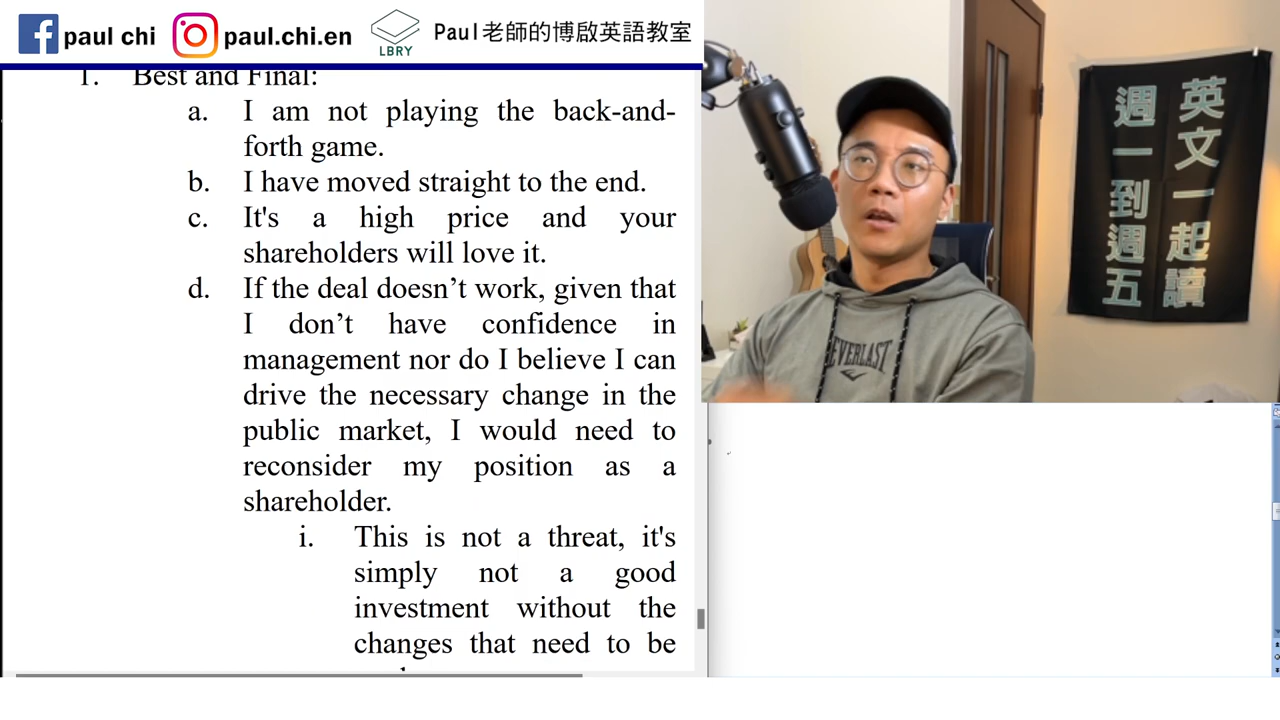 paul chi
paul.chi.en
LBRY
Paul老師的博啟英語教室
1. Best and Final:
a. I am not playing the back-and-
forth game.
b. I have moved straight to the end.
c. It's a high price and your
shareholders will love it.
d. If the deal doesn’t work, given that
I don’t have confidence in
management nor do I believe I can
drive the necessary change in the
public market, I would need to
reconsider my position as a
shareholder.
i. This is not a threat, it's
simply not a good
investment without the
changes that need to be
英文一起讀
週一到週五
EVERLAST